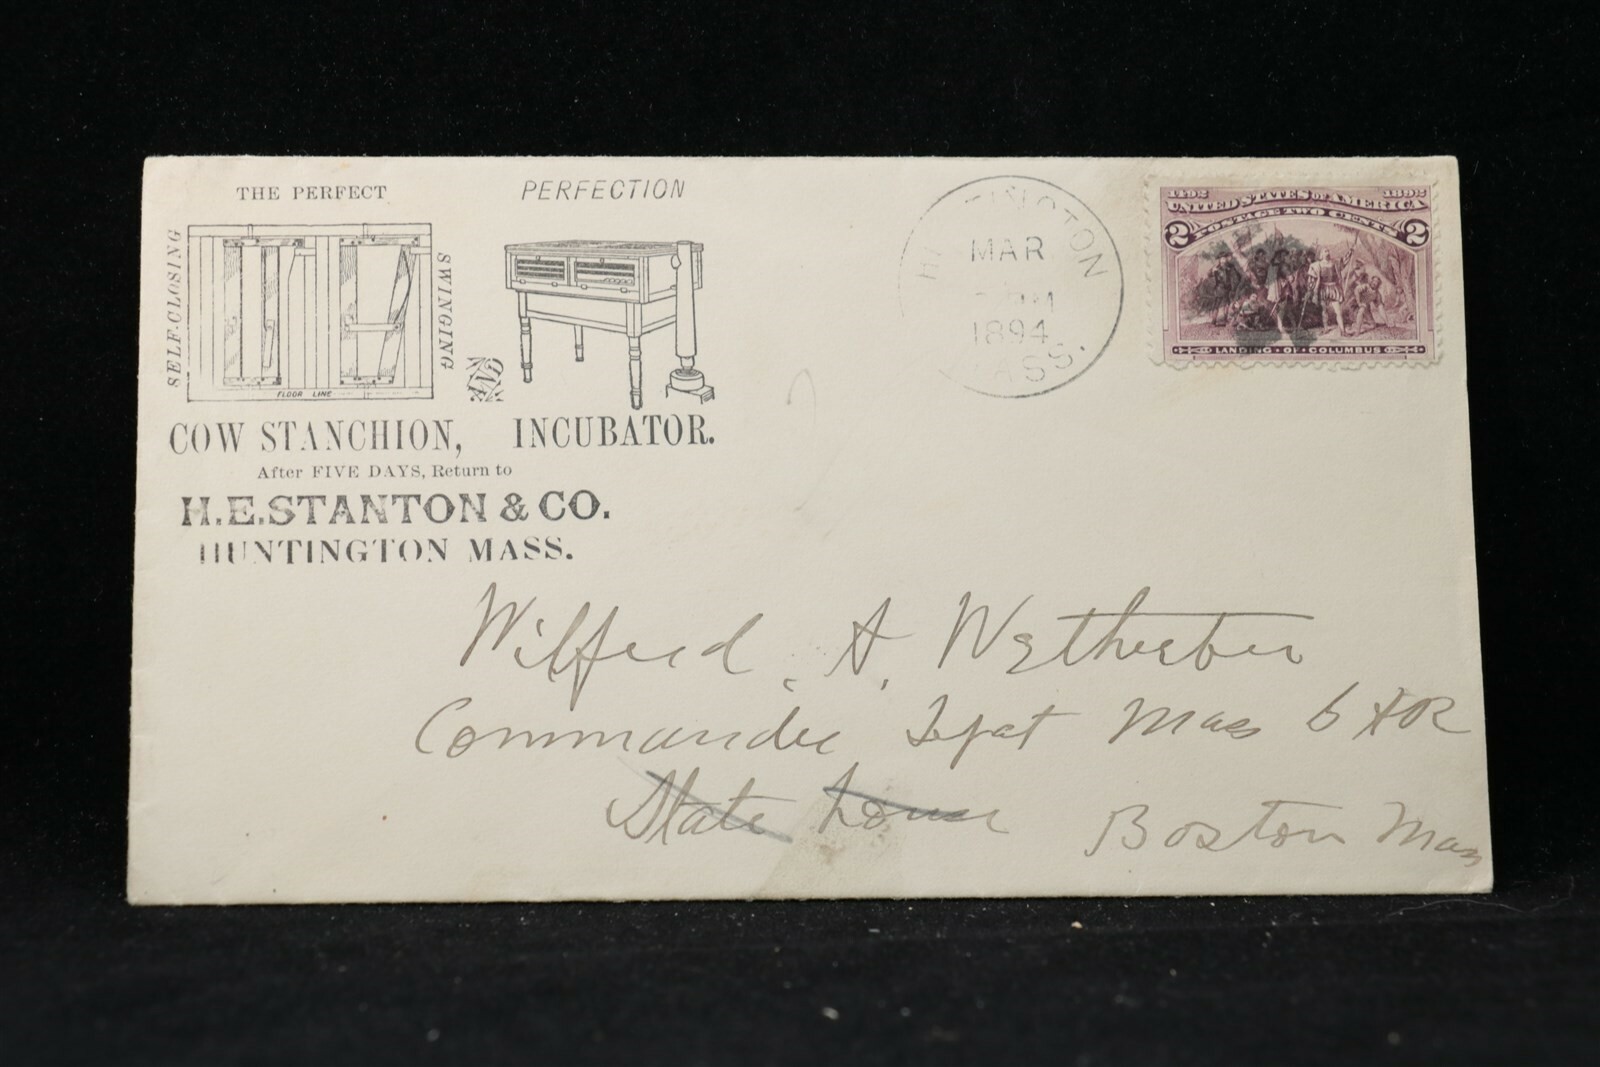 THE PERFECT
PERFECTION
SELF-CLOSING
SWINGING
FLOOR LINE
AND
COW STANCHION, INCUBATOR.
After FIVE DAYS, Return to
H.E.STANTON & CO.
HUNTINGTON MASS.
HUNTINGTON
MAR
1894
MASS.
1492 1892
UNITED STATES OF AMERICA
POSTAGE TWO CENTS
2 2
LANDING • OF • COLUMBUS
Wilfred A. Wetherbee
Commander Mass GAR
State house
Boston Mass